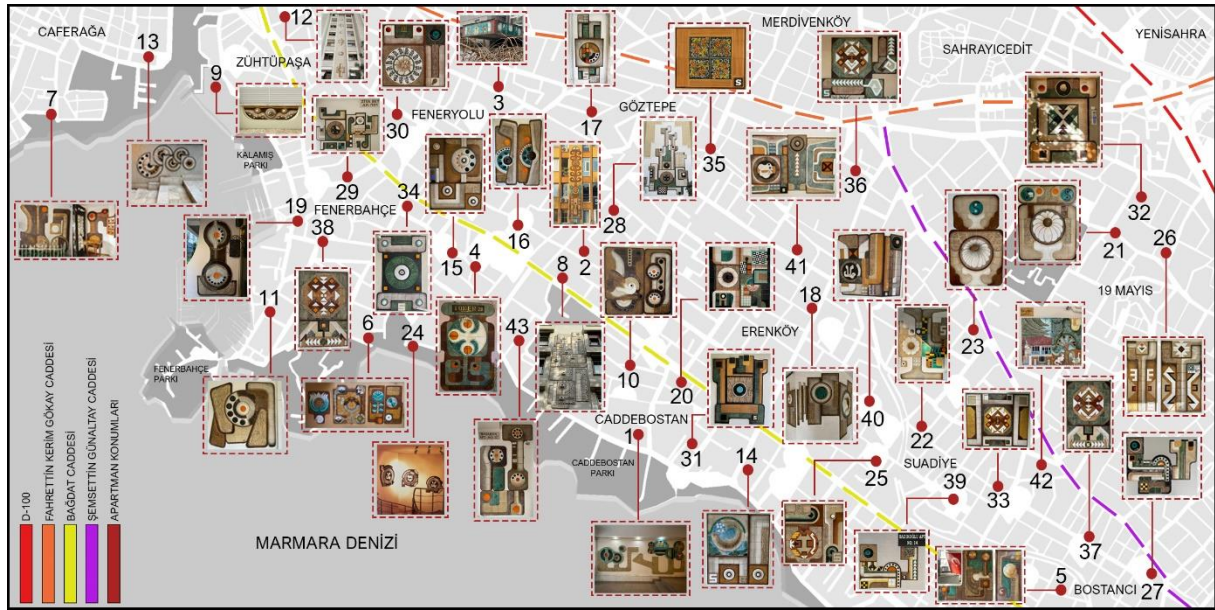 CAFERAĞA
13
7
12
ZÜHTÜPAŞA
9
KALAMIŞ
PARKI
30
3
FENERYOLU
29
17
GÖZTEPE
28
35
MERDİVENKÖY
36
SAHRAYICEDİT
YENİSAHRA
32
19
FENERBAHÇE
38
34
15
4
16
2
8
41
21
26
19 MAYIS
11
FENERBAHÇE
PARKI
6
24
43
10
20
18
ERENKÖY
40
23
22
CADDEBOSTAN
1
CADDEBOSTAN
PARKI
31
14
25
SUADİYE
39
33
42
37
5
BOSTANCI
27
MARMARA DENİZİ
D-100
FAHRETTİN KERİM GÖKAY CADDESİ
BAĞDAT CADDESİ
ŞEMSETTİN GÜNALTAY CADDESİ
APARTMAN KONUMLARI